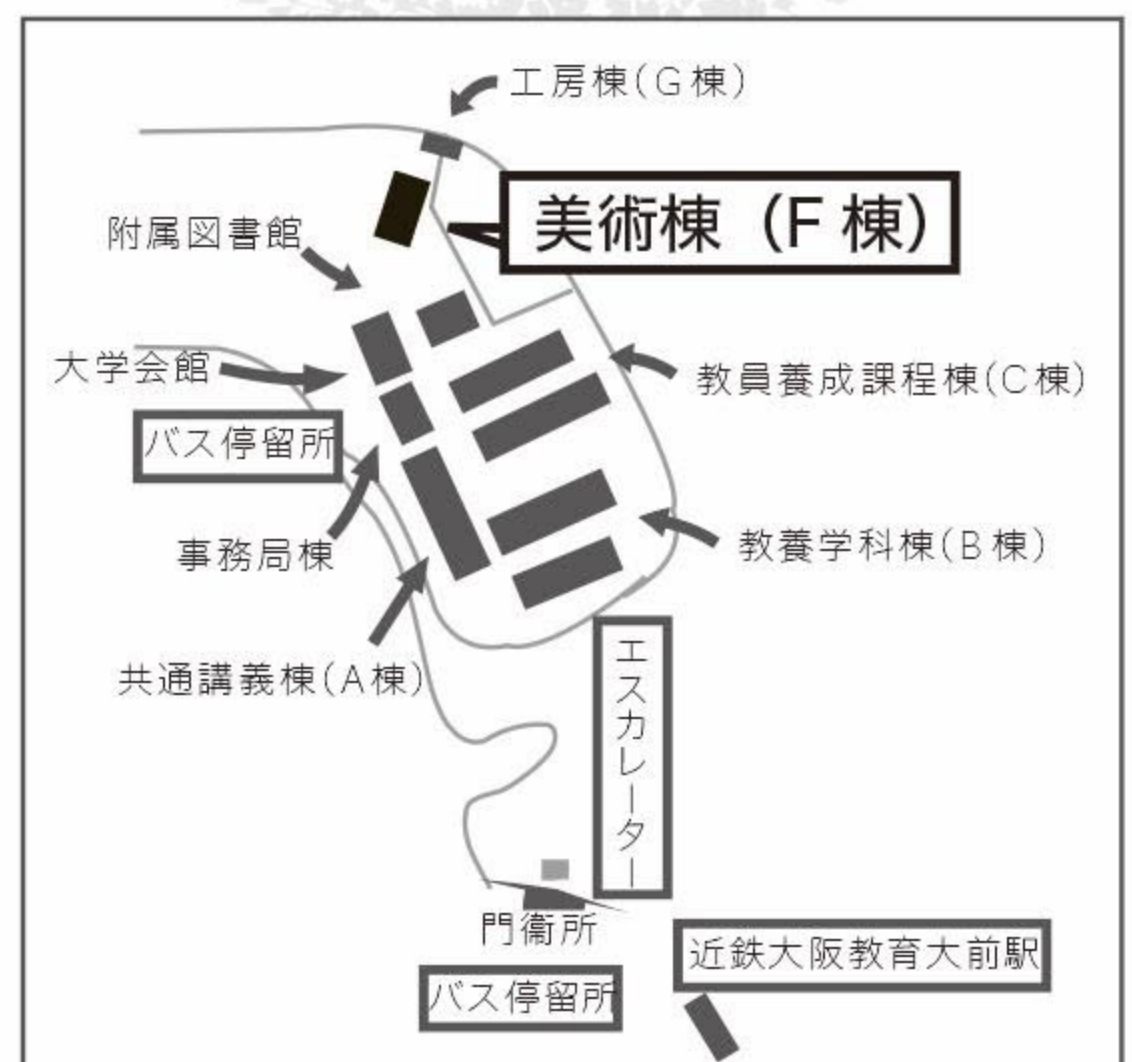 工房棟(G棟)
美術棟（F 棟）
附属図書館
大学会館
教員養成課程棟(C棟)
バス停留所
事務局棟
教養学科棟(B棟)
共通講義棟(A棟)
エスカレーター
門衞所
近鉄大阪教育大前駅
バス停留所